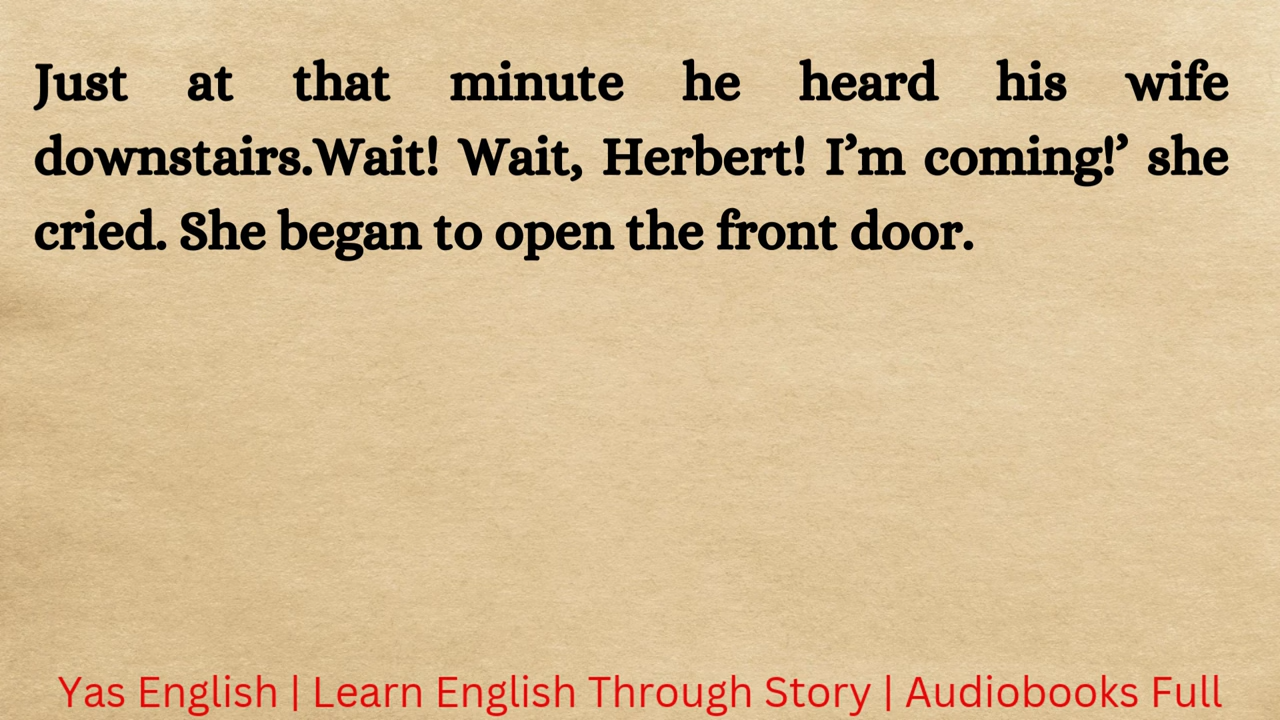 Just at that minute he heard his wife
downstairs.Wait! Wait, Herbert! I’m coming!’ she
cried. She began to open the front door.
Yas English | Learn English Through Story | Audiobooks Full